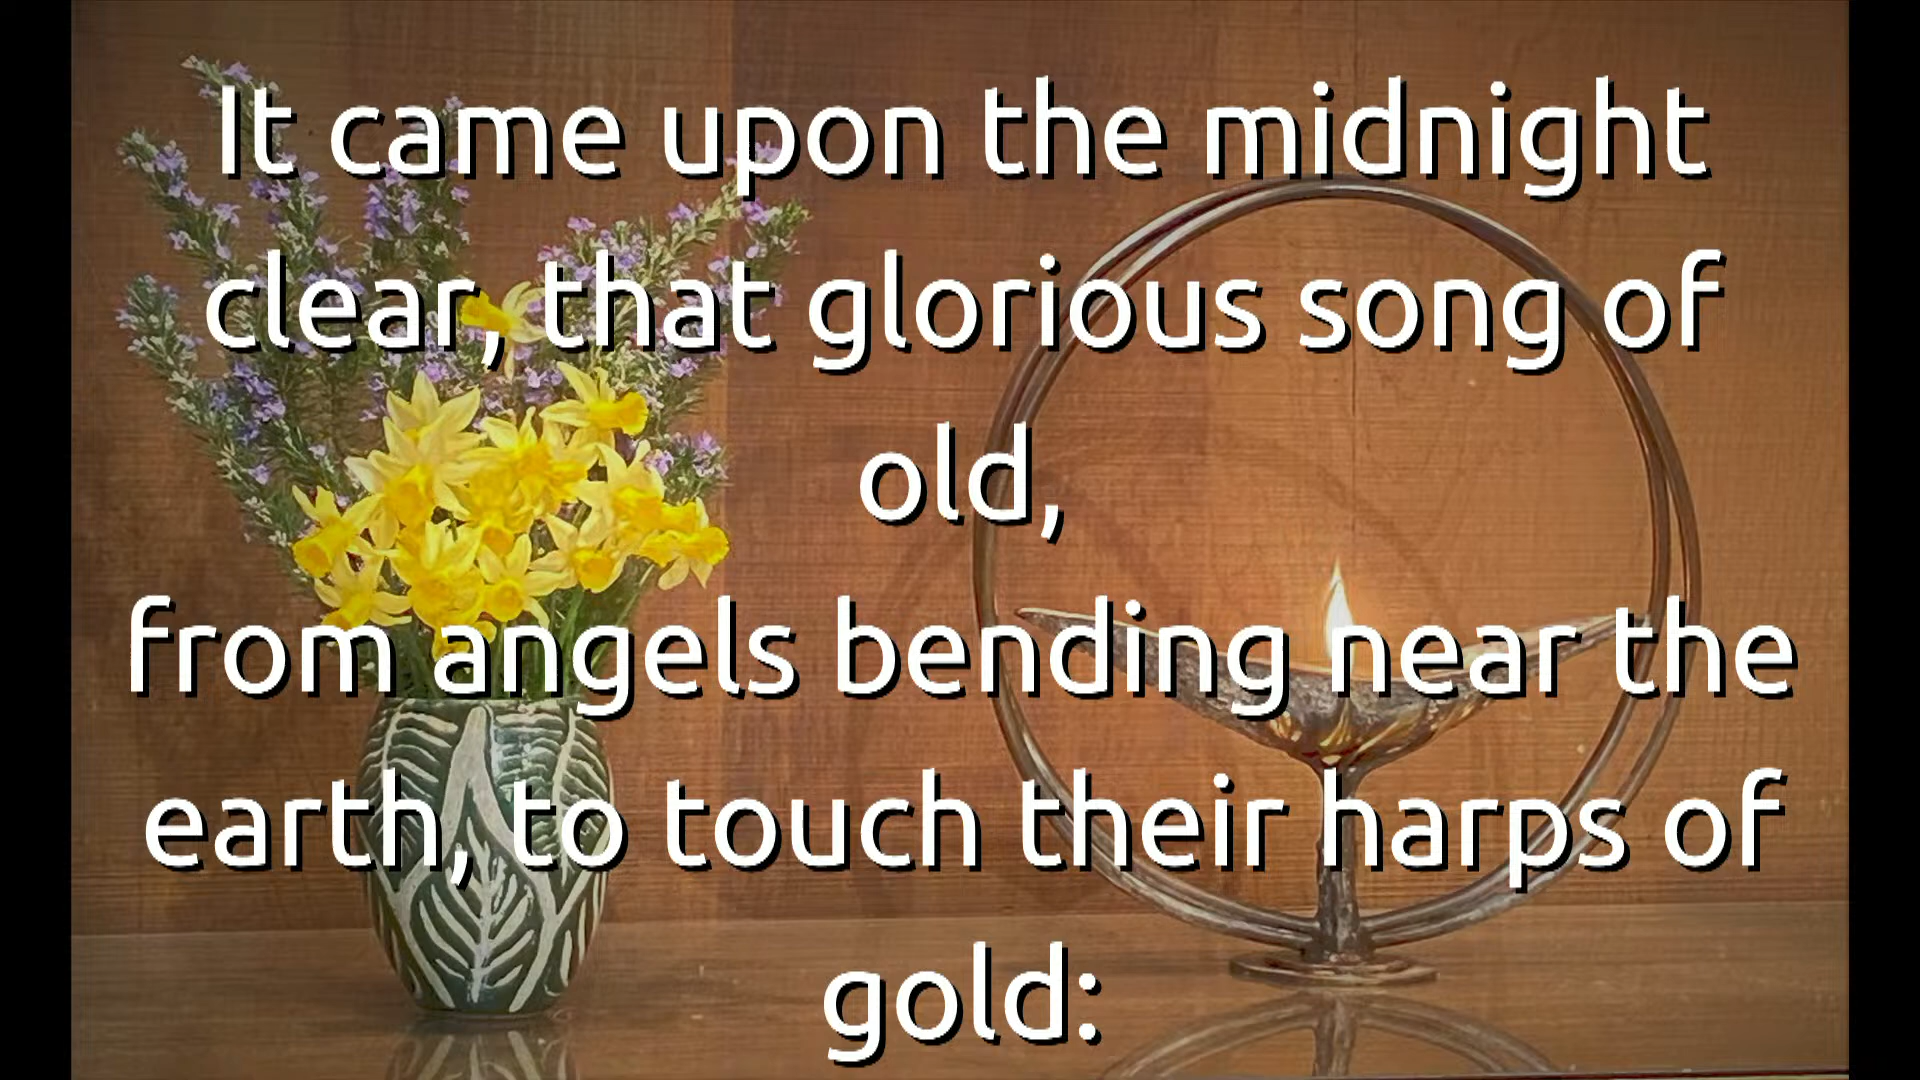 It came upon the midnight
clear, that glorious song of
old,
from angels bending near the
earth, to touch their harps of
gold: